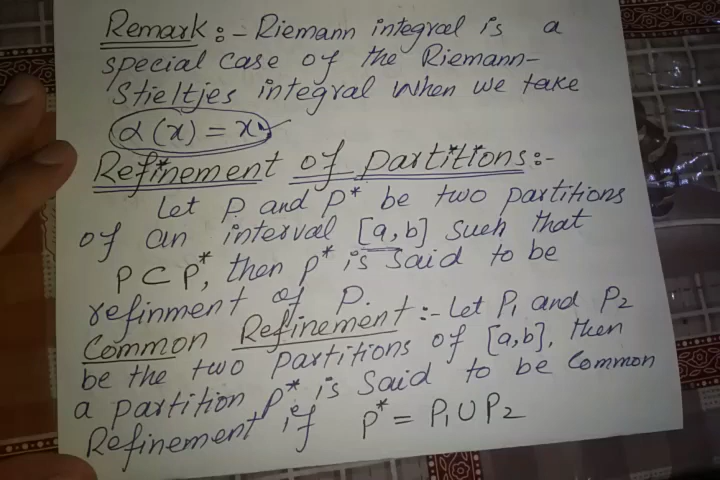 Remark :- Riemann integral is a
special case of the Riemann-
Stieltjes integral when we take
α(x) = x
Refinement of partitions :-
Let P and P* be two partitions
of an interval [a,b] such that
P ⊂ P*, then P* is said to be
refinment of P.
Common Refinement :- Let P₁ and P₂
be the two partitions of [a,b], then
a partition P* is said to be Common
Refinement if P* = P₁ ∪ P₂